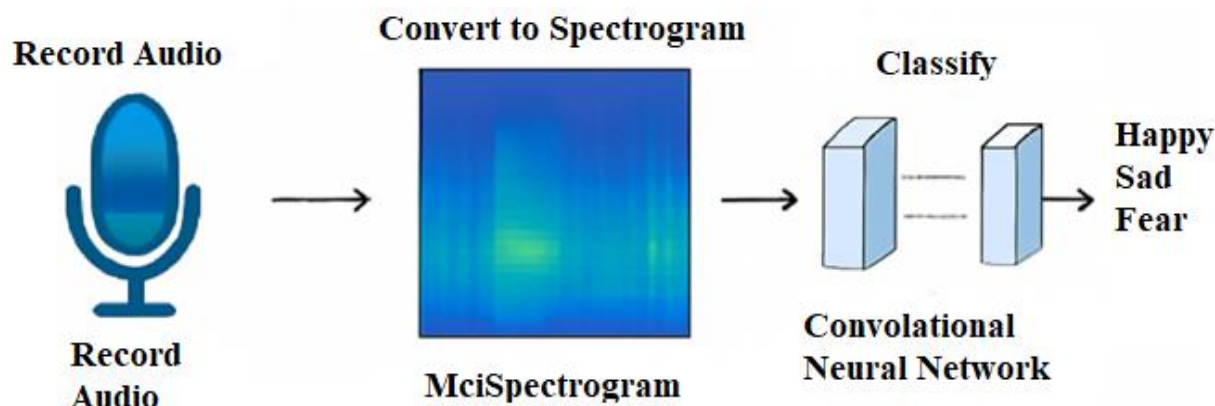 Record Audio
Convert to Spectrogram
Classify
Happy
Sad
Fear
Record
Audio
MciSpectrogram
Convolational
Neural Network